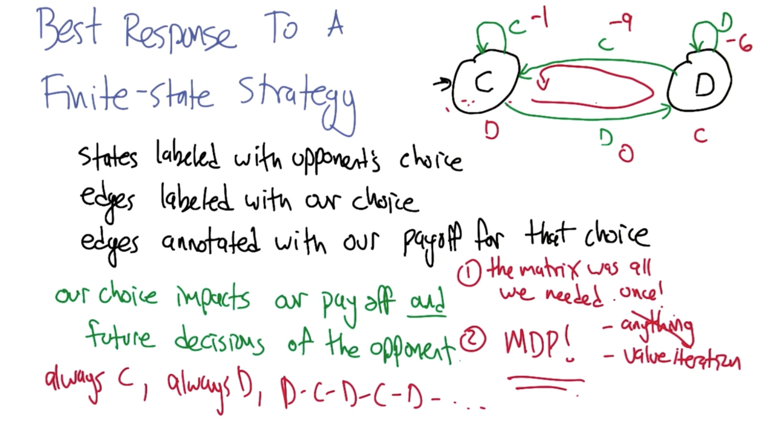 Best Response To A
Finite-state Strategy
C -1
-9
C
D
-6
C
D
D
D
0
C
states labeled with opponent's choice
edges labeled with our choice
edges annotated with our payoff for that choice
our choice impacts our payoff and
future decisions of the opponent
① the matrix was all
we needed once!
② MDP!
- anything
- value iteration
always C, always D, D-C-D-C-D-...